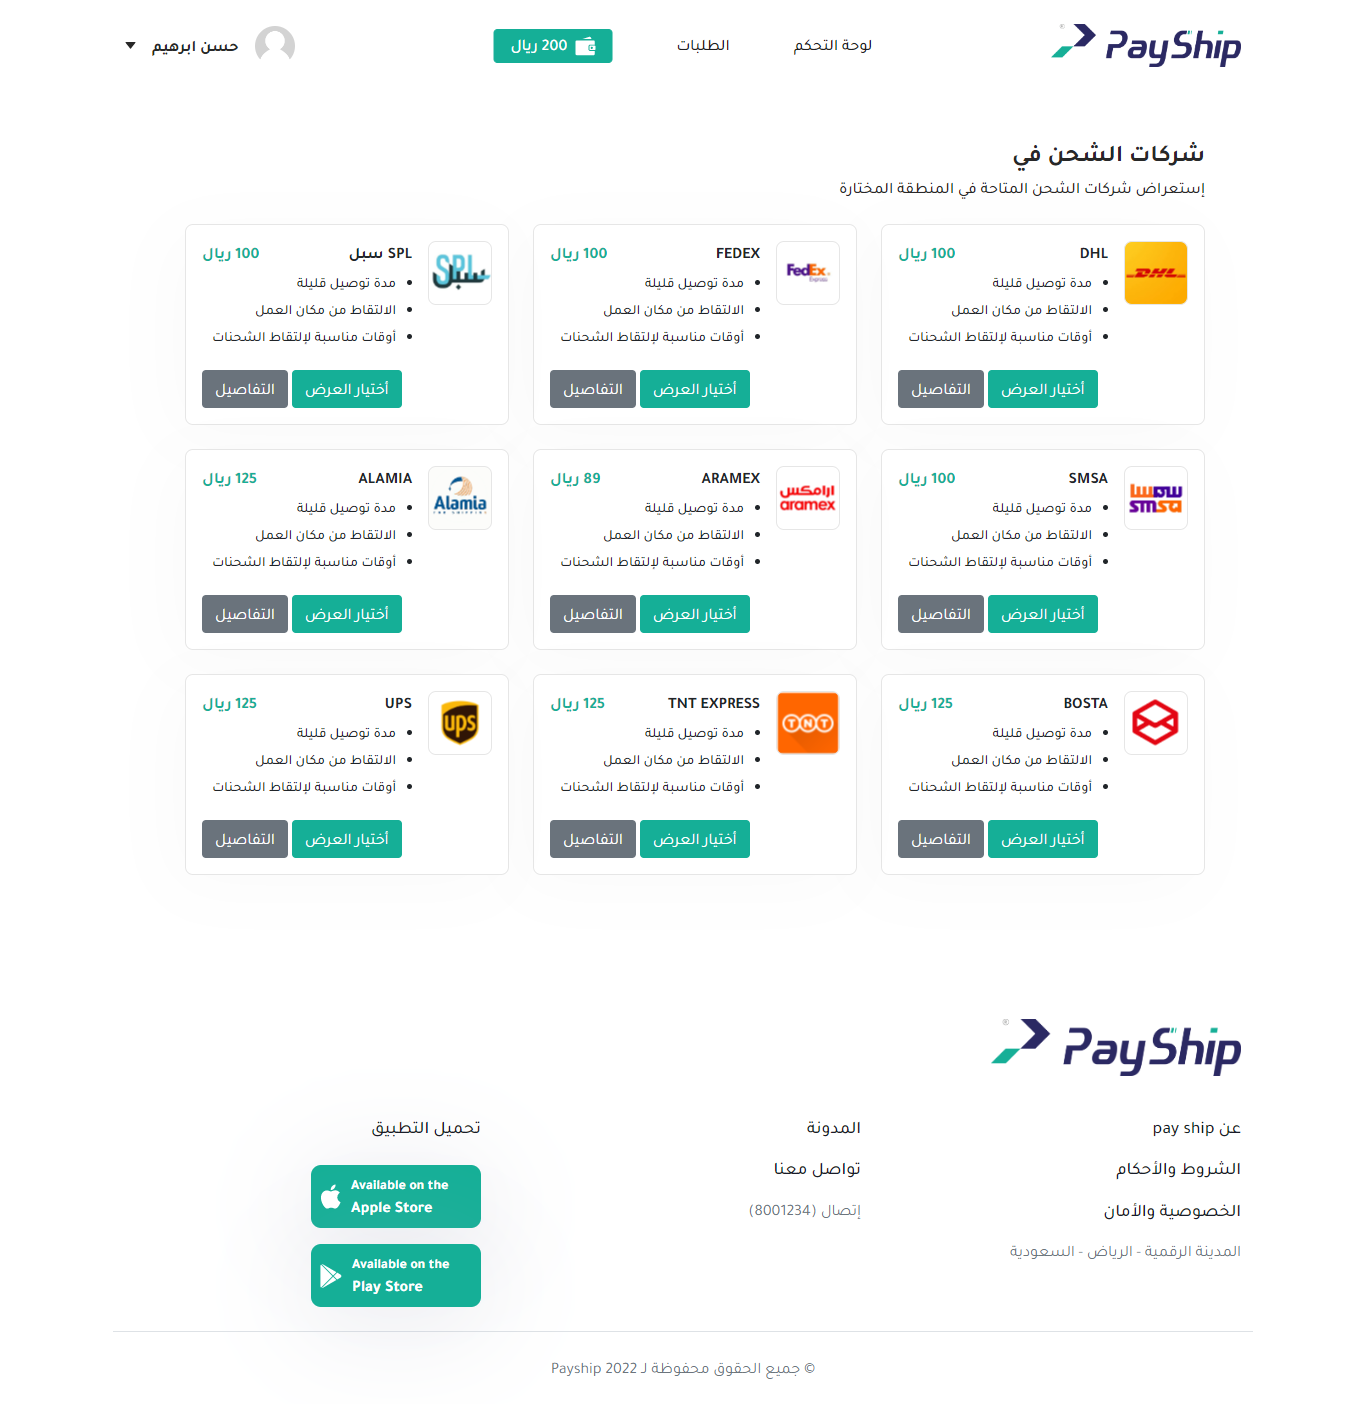 PayShip
®
لوحة التحكم
الطلبات
200 ريال
حسن ابرهيم
شركات الشحن في
إستعراض شركات الشحن المتاحة في المنطقة المختارة
DHL
DHL
100 ريال
مدة توصيل قليلة
الالتقاط من مكان العمل
أوقات مناسبة لإلتقاط الشحنات
أختيار العرض
التفاصيل
FedEx
Express
FEDEX
100 ريال
مدة توصيل قليلة
الالتقاط من مكان العمل
أوقات مناسبة لإلتقاط الشحنات
أختيار العرض
التفاصيل
SPL
سبل
SPL سبل
100 ريال
مدة توصيل قليلة
الالتقاط من مكان العمل
أوقات مناسبة لإلتقاط الشحنات
أختيار العرض
التفاصيل
سمسا
smsa
SMSA
100 ريال
مدة توصيل قليلة
الالتقاط من مكان العمل
أوقات مناسبة لإلتقاط الشحنات
أختيار العرض
التفاصيل
ارامكس
aramex
ARAMEX
89 ريال
مدة توصيل قليلة
الالتقاط من مكان العمل
أوقات مناسبة لإلتقاط الشحنات
أختيار العرض
التفاصيل
Alamia
FOR SHIPPING
ALAMIA
125 ريال
مدة توصيل قليلة
الالتقاط من مكان العمل
أوقات مناسبة لإلتقاط الشحنات
أختيار العرض
التفاصيل
BOSTA
125 ريال
مدة توصيل قليلة
الالتقاط من مكان العمل
أوقات مناسبة لإلتقاط الشحنات
أختيار العرض
التفاصيل
TNT
TNT EXPRESS
125 ريال
مدة توصيل قليلة
الالتقاط من مكان العمل
أوقات مناسبة لإلتقاط الشحنات
أختيار العرض
التفاصيل
ups
UPS
125 ريال
مدة توصيل قليلة
الالتقاط من مكان العمل
أوقات مناسبة لإلتقاط الشحنات
أختيار العرض
التفاصيل
PayShip
®
عن pay ship
الشروط والأحكام
الخصوصية والأمان
المدينة الرقمية - الرياض - السعودية
المدونة
تواصل معنا
إتصال (8001234)
تحميل التطبيق
Available on the
Apple Store
Available on the
Play Store
© جميع الحقوق محفوظة لـ Payship 2022